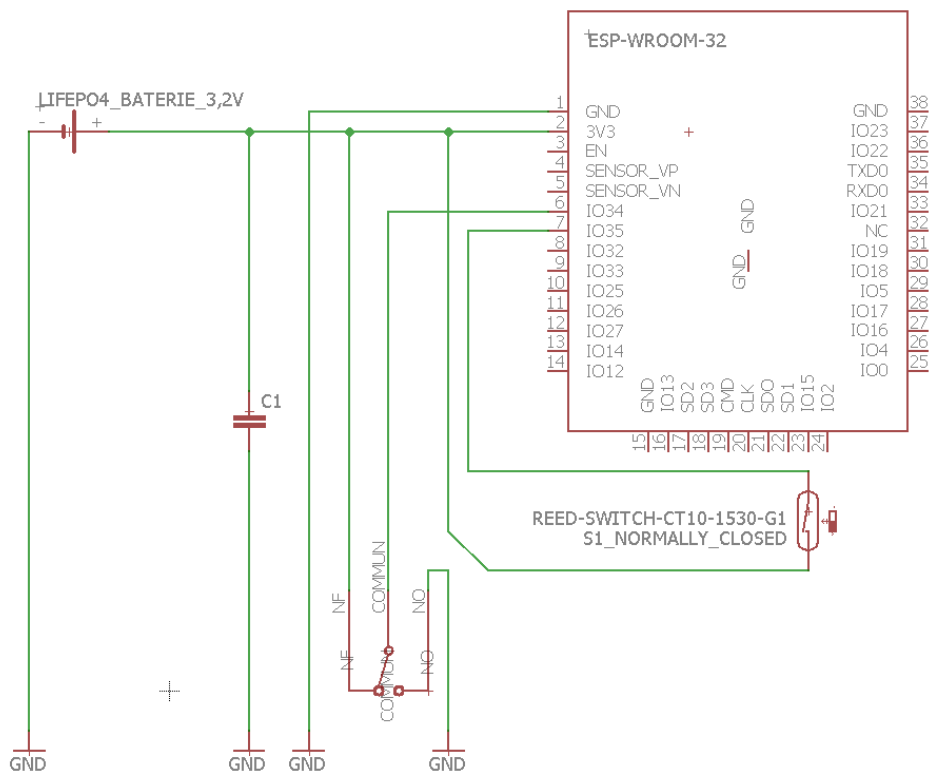 ESP-WROOM-32
LIFEPO4_BATERIE_3,2V
- +
1 GND
2 3V3
3 EN
4 SENSOR_VP
5 SENSOR_VN
6 IO34
7 IO35
8 IO32
9 IO33
10 IO25
11 IO26
12 IO27
13 IO14
14 IO12
GND 38
IO23 37
IO22 36
TXD0 35
RXD0 34
IO21 33
NC 32
IO19 31
IO18 30
IO5 29
IO17 28
IO16 27
IO4 26
IO0 25
GND
GND
GND 15
IO13 16
SD2 17
SD3 18
CMD 19
CLK 20
SD0 21
SD1 22
IO15 23
IO2 24
C1
REED-SWITCH-CT10-1530-G1
S1_NORMALLY_CLOSED
NF
COMMUN
NO
NF
COMMUN
NO
GND
GND
GND
GND